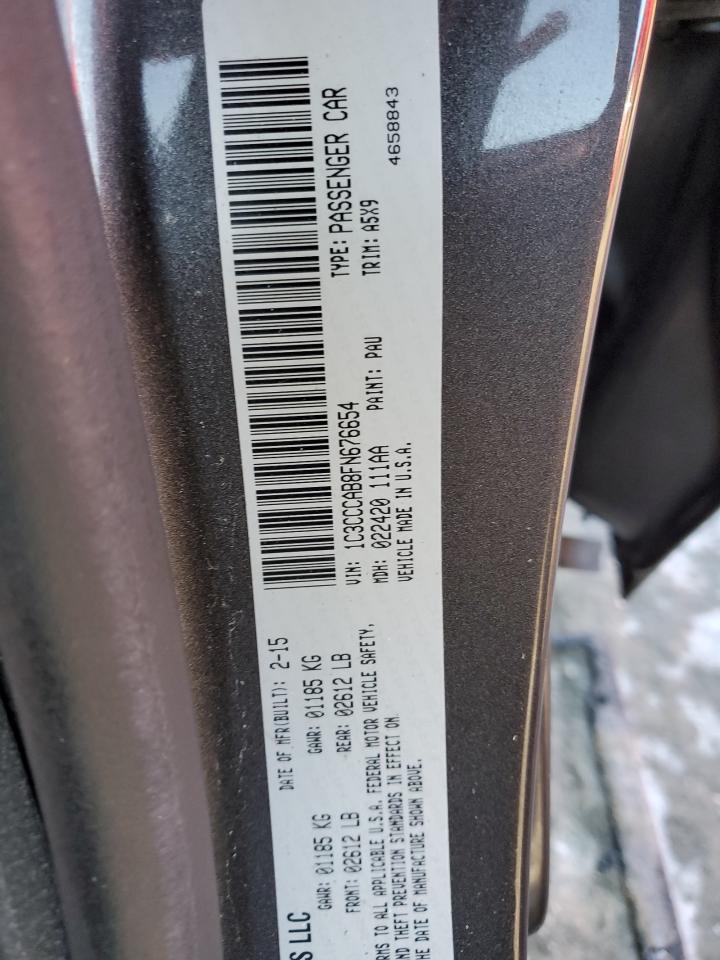 S LLC
DATE OF MFR(BUILT): 2-15
GAWR: 01185 KG
GAWR: 01185 KG
FRONT: 02612 LB
REAR: 02612 LB
RMS TO ALL APPLICABLE U.S.A. FEDERAL MOTOR VEHICLE SAFETY,
ND THEFT PREVENTION STANDARDS IN EFFECT ON
HE DATE OF MANUFACTURE SHOWN ABOVE.
VIN: 1C3CCCAB8FN676654
TYPE: PASSENGER CAR
MDH: 022420 111AA
PAINT: PAU
TRIM: A5X9
VEHICLE MADE IN U.S.A.
4658843